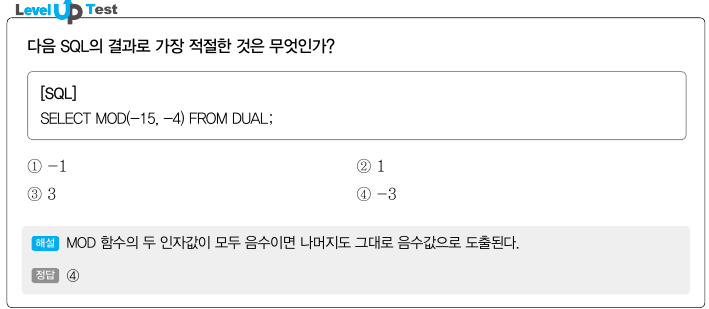 Level Up Test
다음 SQL의 결과로 가장 적절한 것은 무엇인가?
[SQL]
SELECT MOD(-15, -4) FROM DUAL;
① -1 ② 1
③ 3 ④ -3
해설 MOD 함수의 두 인자값이 모두 음수이면 나머지도 그대로 음수값으로 도출된다.
정답 ④